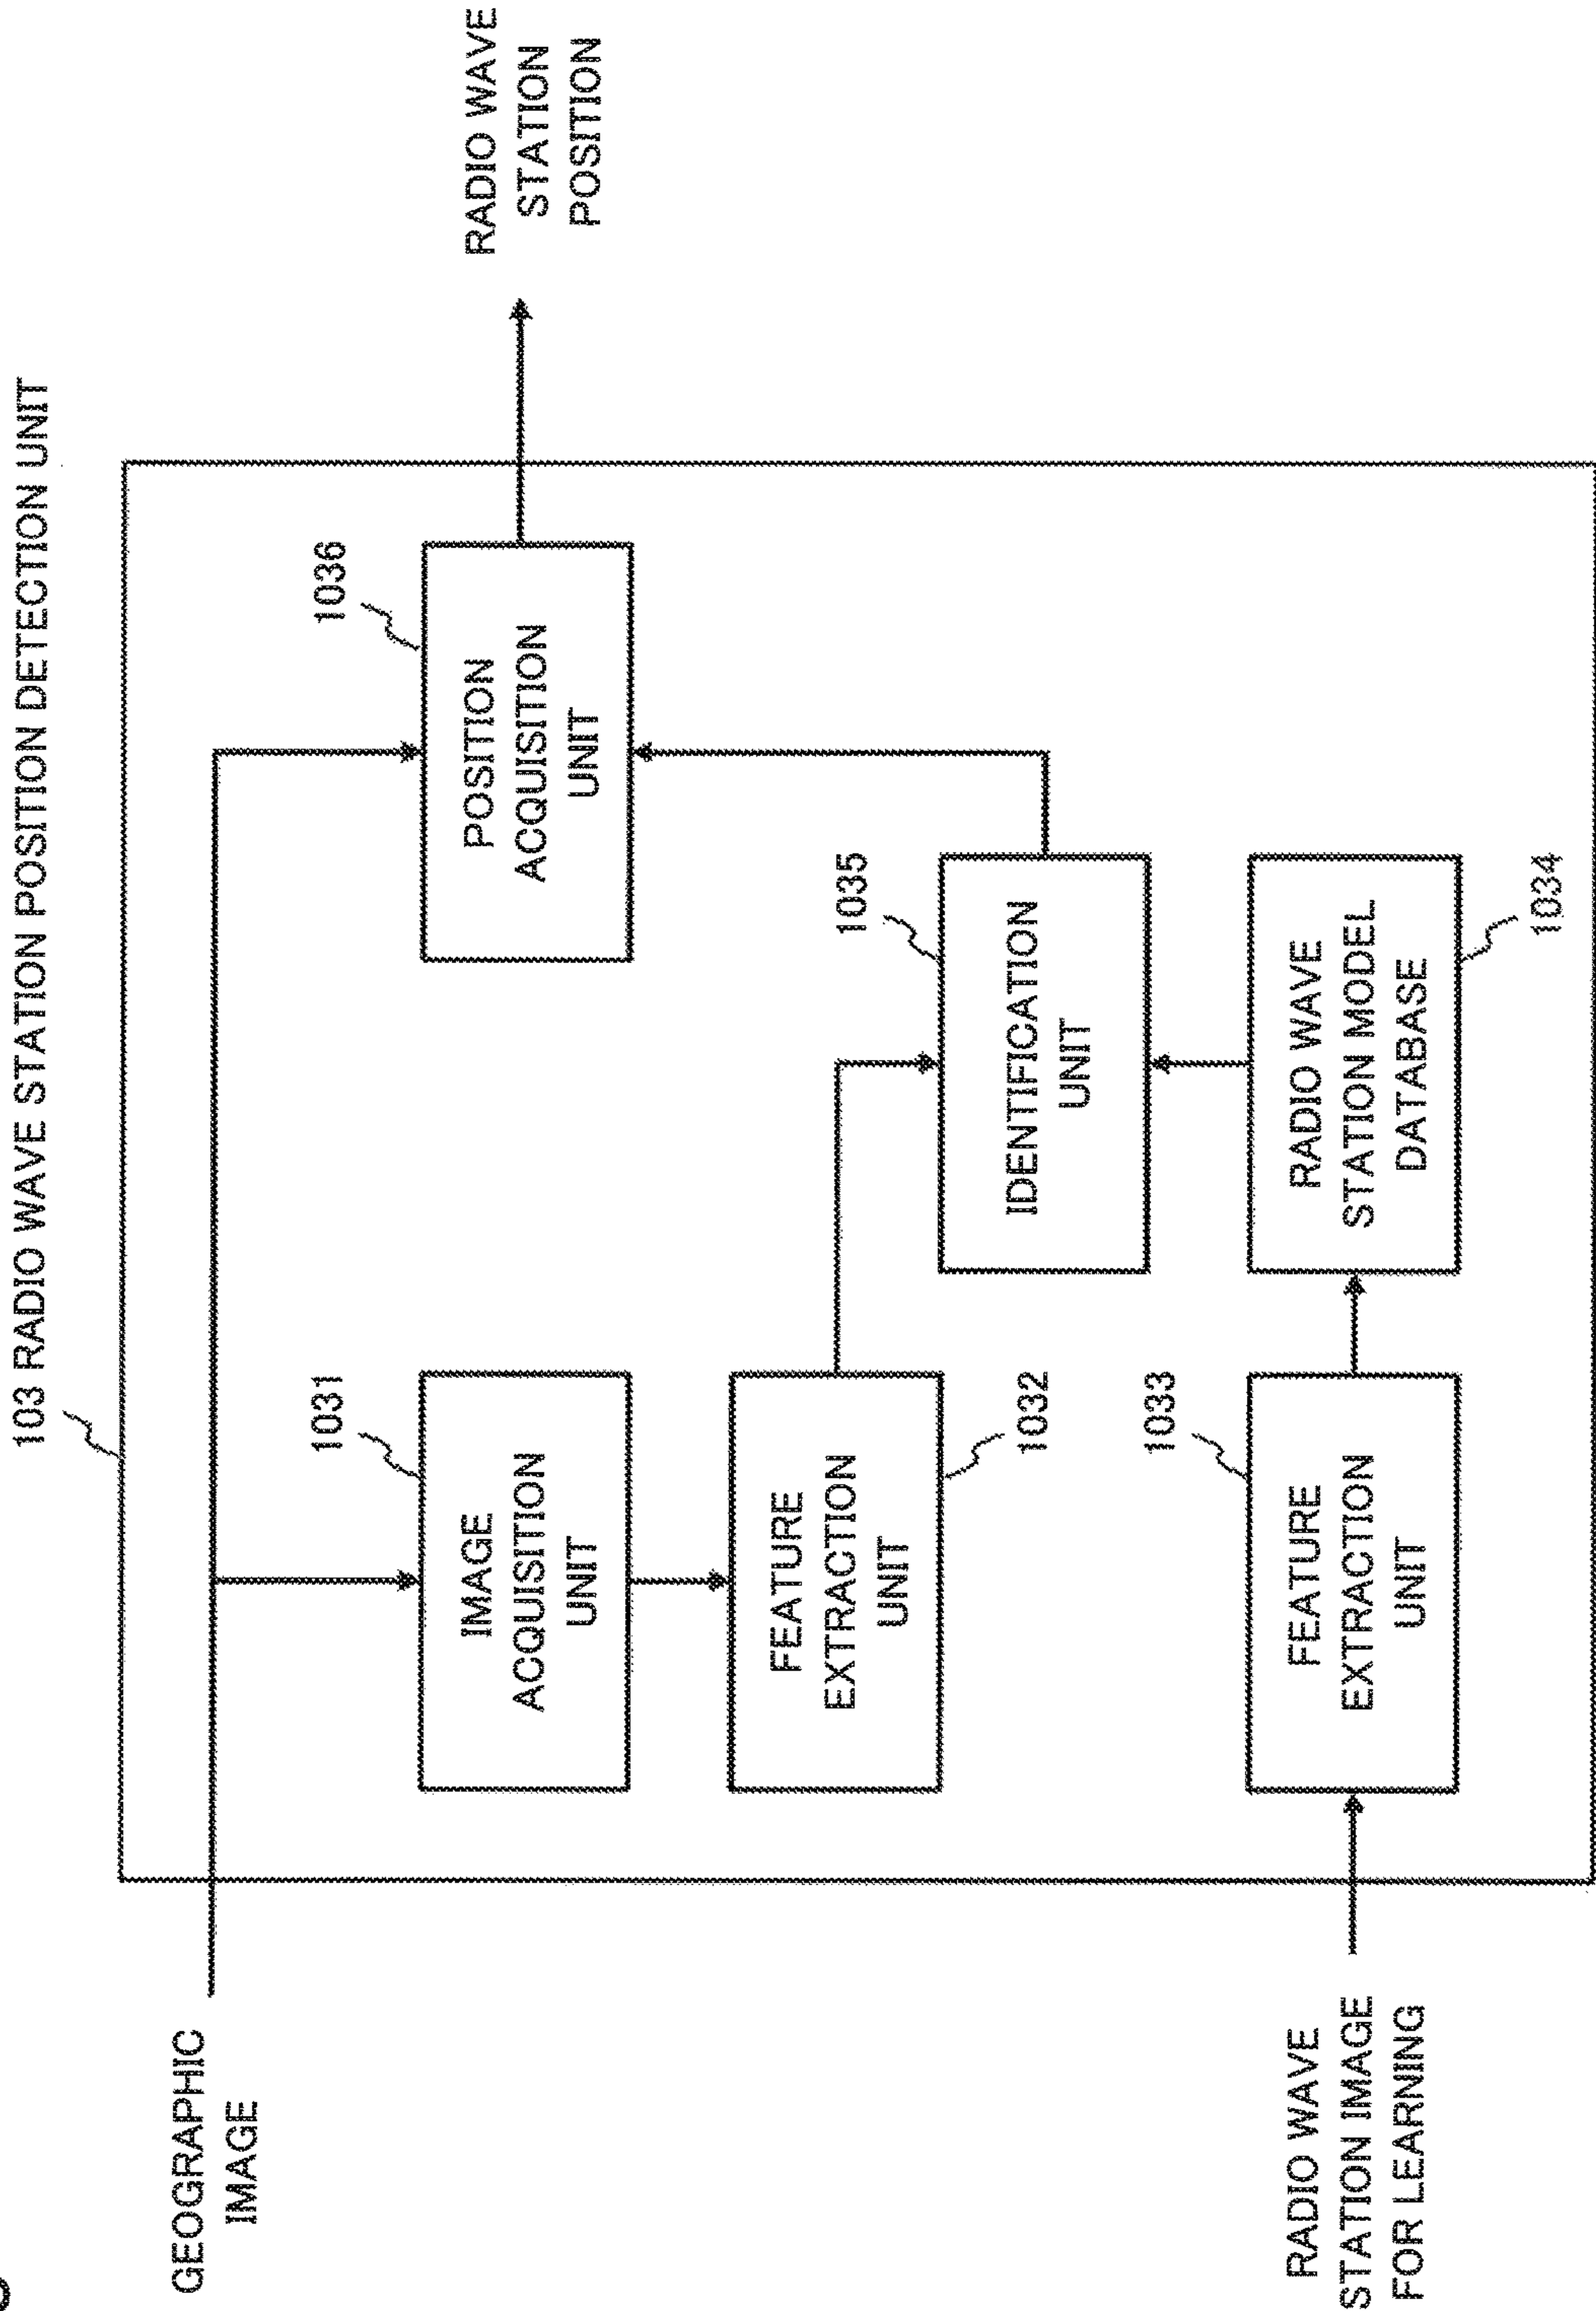 103 RADIO WAVE STATION POSITION DETECTION UNIT
GEOGRAPHIC
IMAGE
1031
IMAGE
ACQUISITION
UNIT
1036
POSITION
ACQUISITION
UNIT
RADIO WAVE
STATION
POSITION
FEATURE
EXTRACTION
UNIT
1032
1035
IDENTIFICATION
UNIT
RADIO WAVE
STATION IMAGE
FOR LEARNING
1033
FEATURE
EXTRACTION
UNIT
RADIO WAVE
STATION MODEL
DATABASE
1034